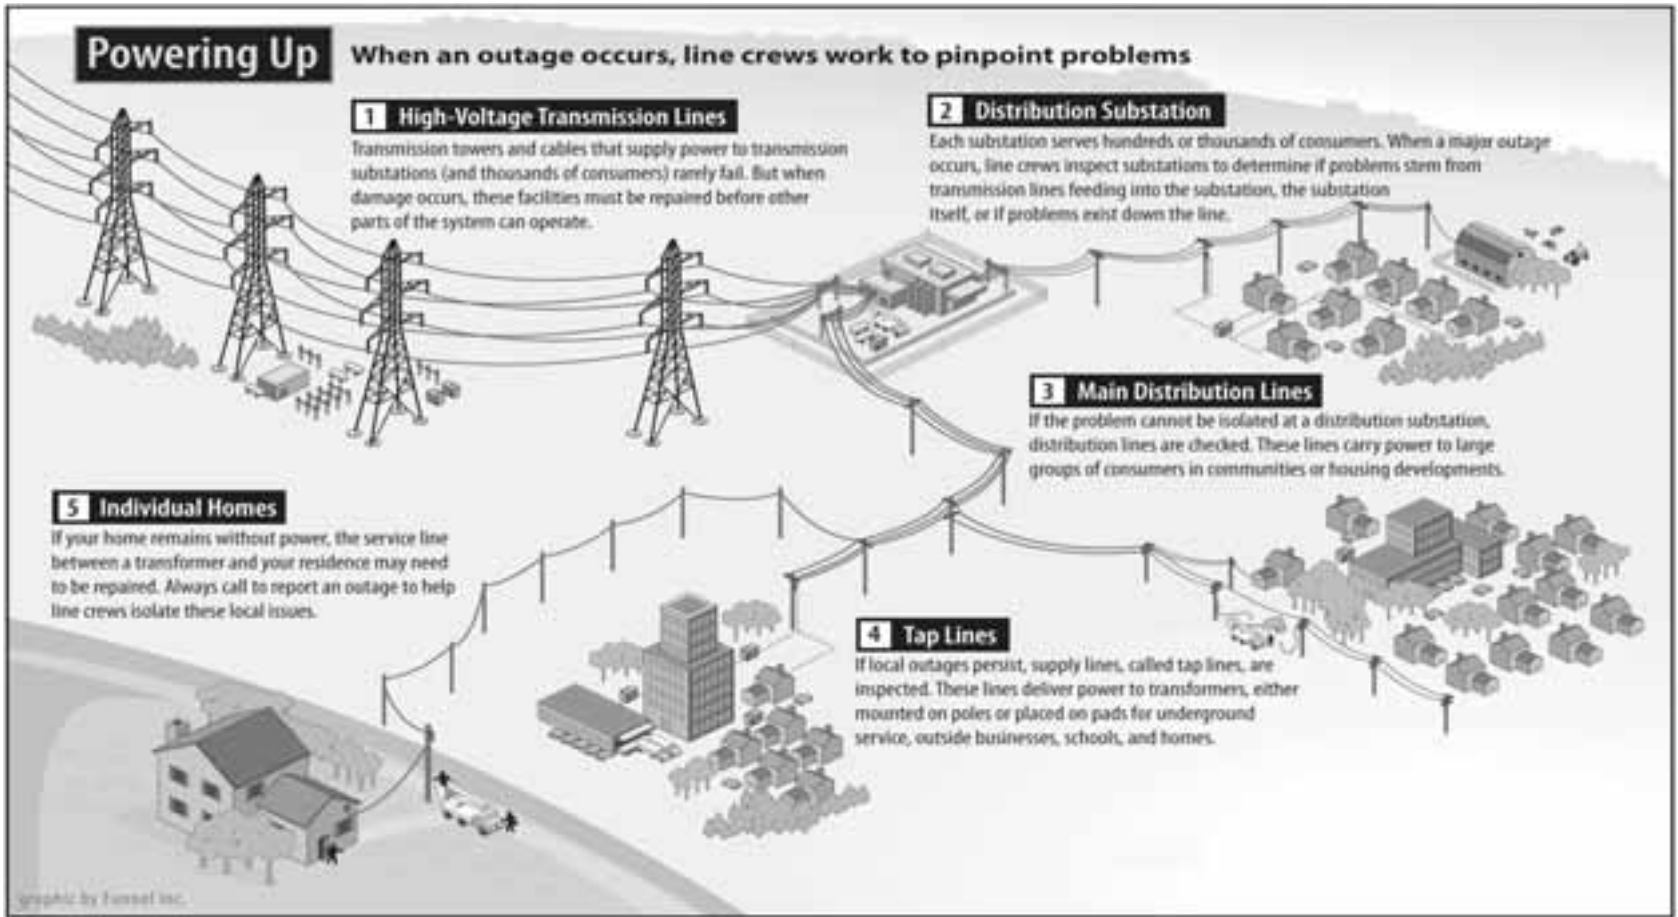 Powering Up
When an outage occurs, line crews work to pinpoint problems
1 High-Voltage Transmission Lines
Transmission towers and cables that supply power to transmission
substations (and thousands of consumers) rarely fail. But when
damage occurs, these facilities must be repaired before other
parts of the system can operate.
2 Distribution Substation
Each substation serves hundreds or thousands of consumers. When a major outage
occurs, line crews inspect substations to determine if problems stem from
transmission lines feeding into the substation, the substation
itself, or if problems exist down the line.
3 Main Distribution Lines
If the problem cannot be isolated at a distribution substation,
distribution lines are checked. These lines carry power to large
groups of consumers in communities or housing developments.
4 Tap Lines
If local outages persist, supply lines, called tap lines, are
inspected. These lines deliver power to transformers, either
mounted on poles or placed on pads for underground
service, outside businesses, schools, and homes.
5 Individual Homes
If your home remains without power, the service line
between a transformer and your residence may need
to be repaired. Always call to report an outage to help
line crews isolate these local issues.
graphic by Funnel Inc.